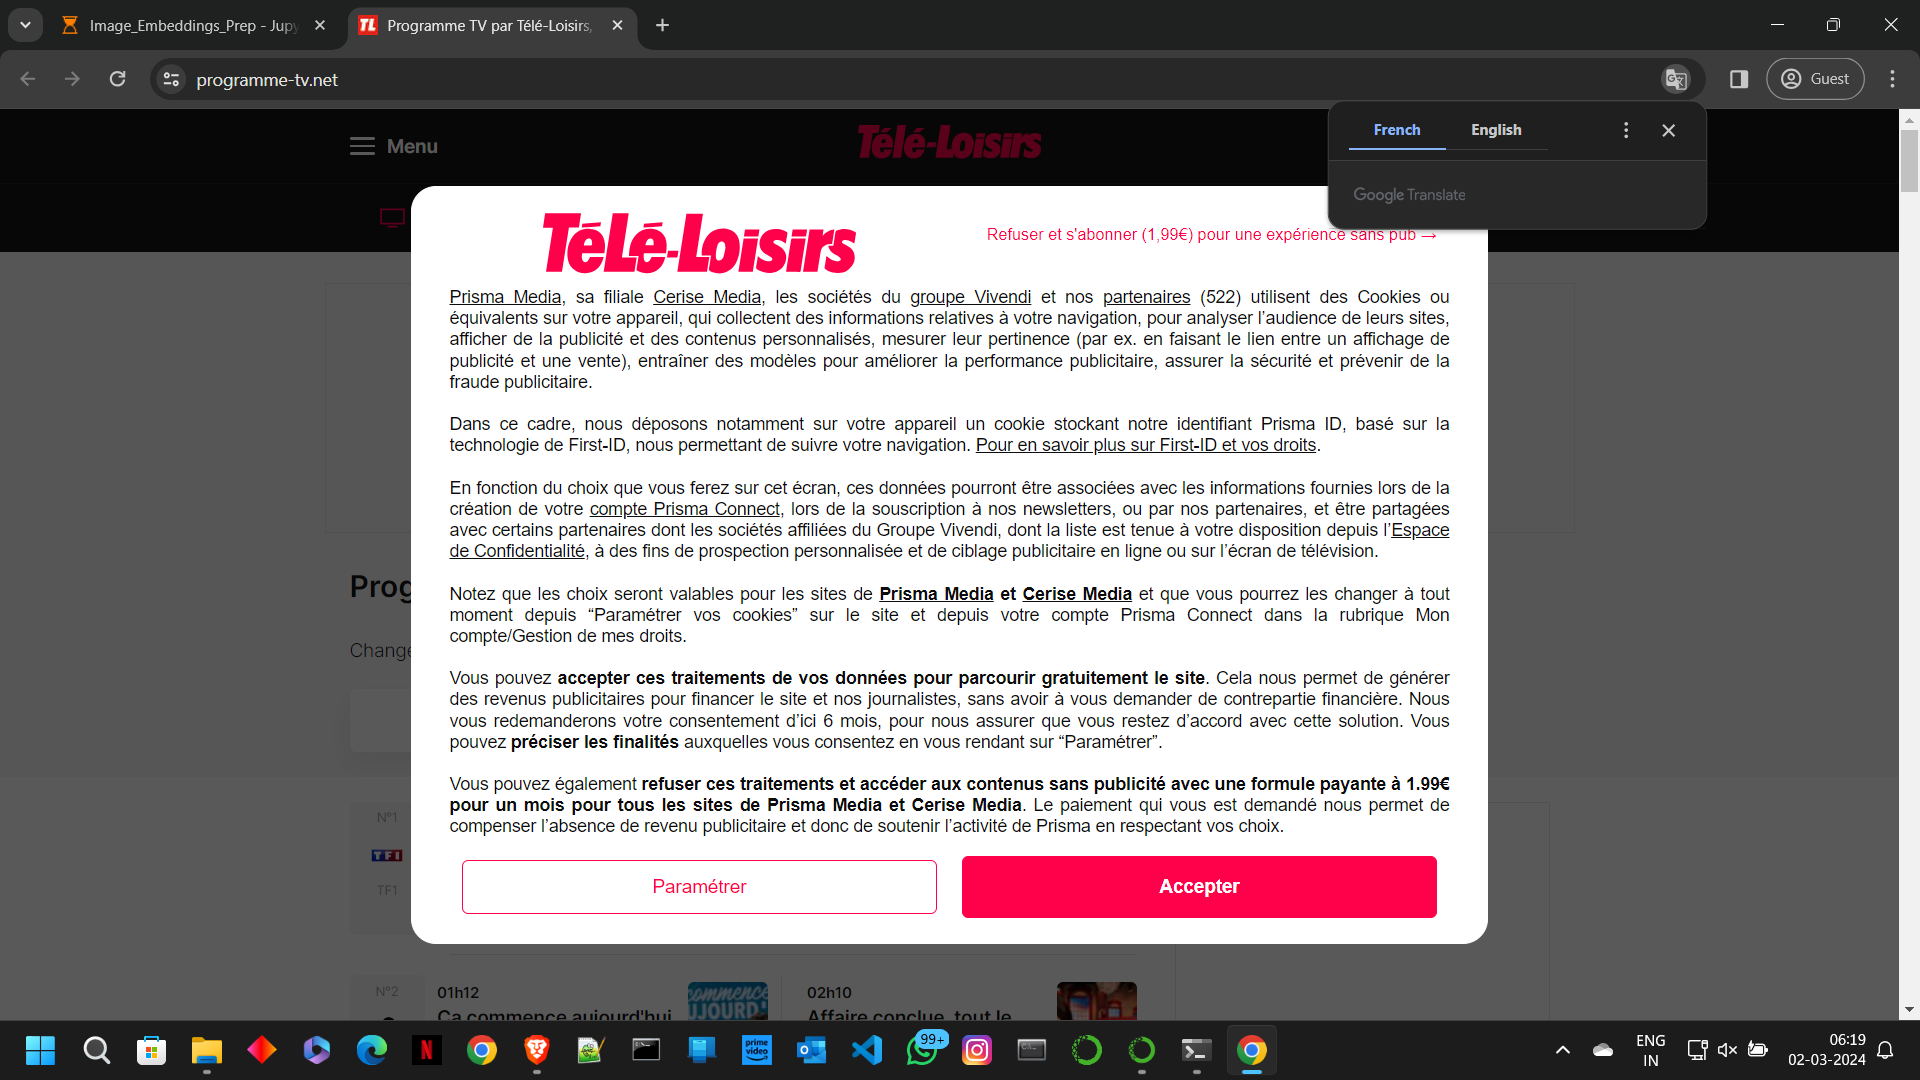 Image_Embeddings_Prep - Jupy
Programme TV par Télé-Loisirs,
programme-tv.net
Guest
French English
Google Translate
Menu
Télé-Loisirs
TéLé-Loisirs
Refuser et s'abonner (1,99€) pour une expérience sans pub →
Prisma Media, sa filiale Cerise Media, les sociétés du groupe Vivendi et nos partenaires (522) utilisent des Cookies ou
équivalents sur votre appareil, qui collectent des informations relatives à votre navigation, pour analyser l’audience de leurs sites,
afficher de la publicité et des contenus personnalisés, mesurer leur pertinence (par ex. en faisant le lien entre un affichage de
publicité et une vente), entraîner des modèles pour améliorer la performance publicitaire, assurer la sécurité et prévenir de la
fraude publicitaire.
Dans ce cadre, nous déposons notamment sur votre appareil un cookie stockant notre identifiant Prisma ID, basé sur la
technologie de First-ID, nous permettant de suivre votre navigation. Pour en savoir plus sur First-ID et vos droits.
En fonction du choix que vous ferez sur cet écran, ces données pourront être associées avec les informations fournies lors de la
création de votre compte Prisma Connect, lors de la souscription à nos newsletters, ou par nos partenaires, et être partagées
avec certains partenaires dont les sociétés affiliées du Groupe Vivendi, dont la liste est tenue à votre disposition depuis l’Espace
de Confidentialité, à des fins de prospection personnalisée et de ciblage publicitaire en ligne ou sur l’écran de télévision.
Notez que les choix seront valables pour les sites de Prisma Media et Cerise Media et que vous pourrez les changer à tout
moment depuis “Paramétrer vos cookies” sur le site et depuis votre compte Prisma Connect dans la rubrique Mon
compte/Gestion de mes droits.
Vous pouvez accepter ces traitements de vos données pour parcourir gratuitement le site. Cela nous permet de générer
des revenus publicitaires pour financer le site et nos journalistes, sans avoir à vous demander de contrepartie financière. Nous
vous redemanderons votre consentement d’ici 6 mois, pour nous assurer que vous restez d’accord avec cette solution. Vous
pouvez préciser les finalités auxquelles vous consentez en vous rendant sur “Paramétrer”.
Vous pouvez également refuser ces traitements et accéder aux contenus sans publicité avec une formule payante à 1.99€
pour un mois pour tous les sites de Prisma Media et Cerise Media. Le paiement qui vous est demandé nous permet de
compenser l’absence de revenu publicitaire et donc de soutenir l’activité de Prisma en respectant vos choix.
Paramétrer
Accepter
Prog
Change
N°1
TF1
TF1
N°2
01h12
Ça commence aujourd'hui
commence
UJOURD'
02h10
Affaire conclue, tout le
prime video
99+
ENG
IN
06:19
02-03-2024